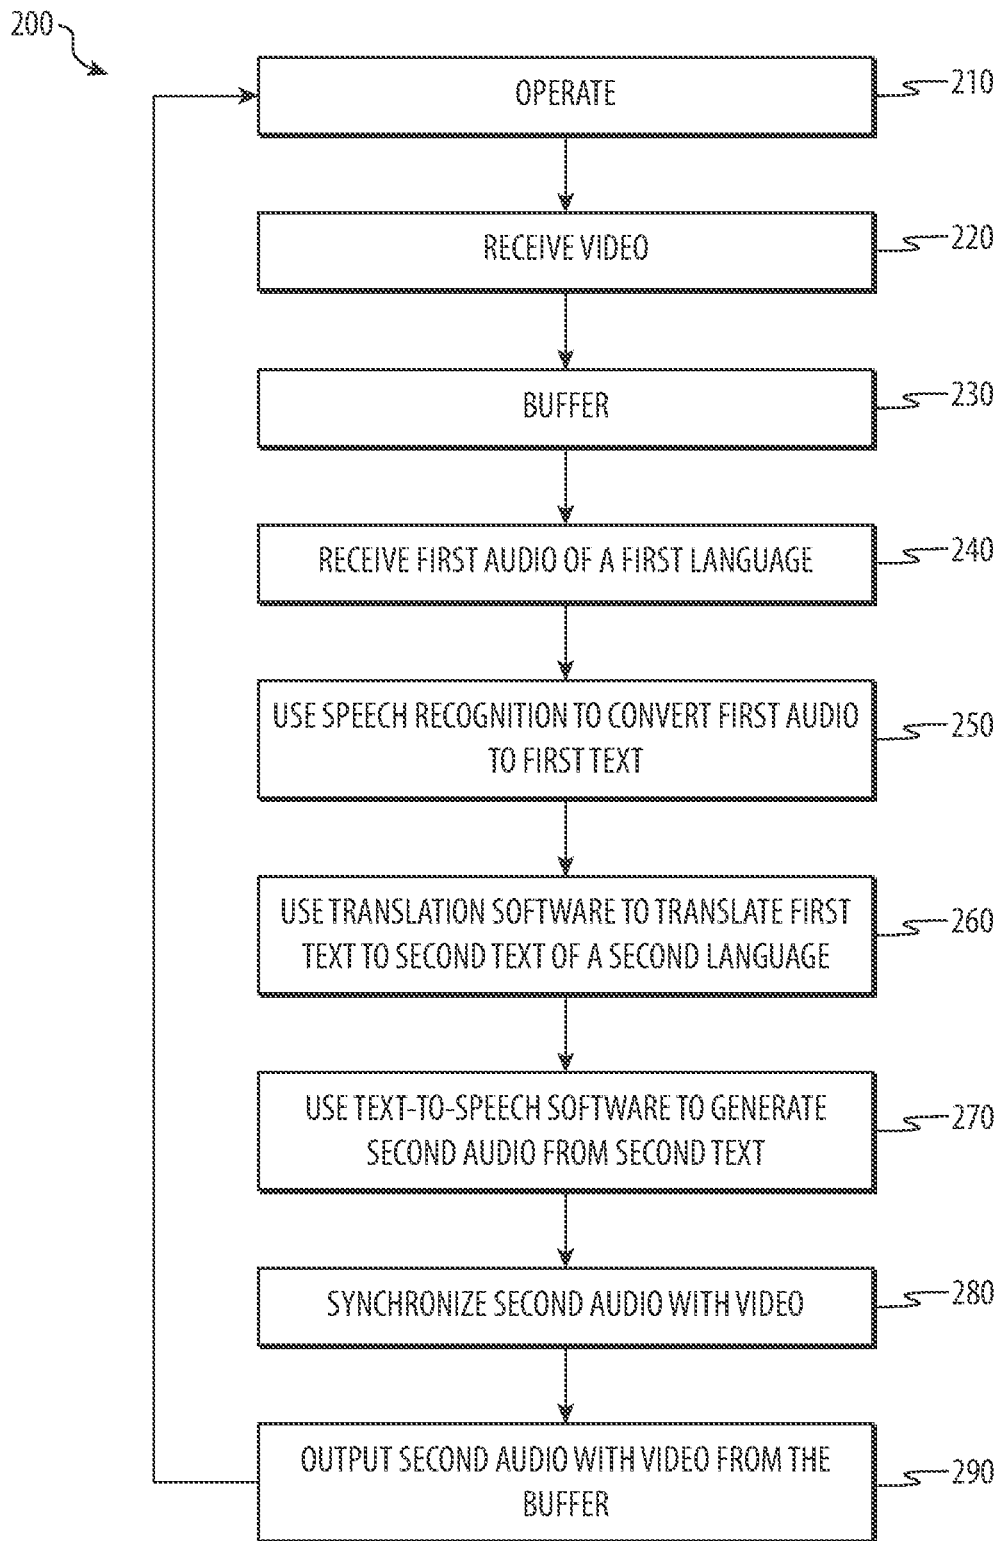 200
OPERATE
210
RECEIVE VIDEO
220
BUFFER
230
RECEIVE FIRST AUDIO OF A FIRST LANGUAGE
240
USE SPEECH RECOGNITION TO CONVERT FIRST AUDIO
TO FIRST TEXT
250
USE TRANSLATION SOFTWARE TO TRANSLATE FIRST
TEXT TO SECOND TEXT OF A SECOND LANGUAGE
260
USE TEXT-TO-SPEECH SOFTWARE TO GENERATE
SECOND AUDIO FROM SECOND TEXT
270
SYNCHRONIZE SECOND AUDIO WITH VIDEO
280
OUTPUT SECOND AUDIO WITH VIDEO FROM THE
BUFFER
290